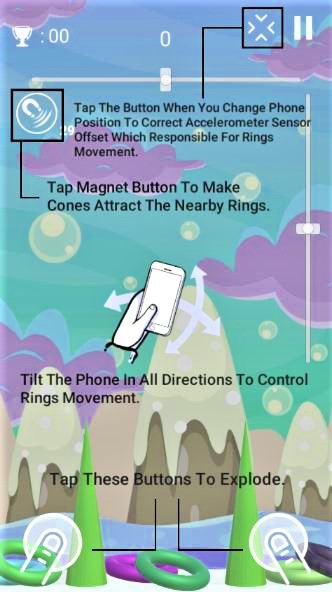 : 00
0
Tap The Button When You Change Phone
Position To Correct Accelerometer Sensor
Offset Which Responsible For Rings
Movement.
Tap Magnet Button To Make
Cones Attract The Nearby Rings.
Tilt The Phone In All Directions To Control
Rings Movement.
Tap These Buttons To Explode.